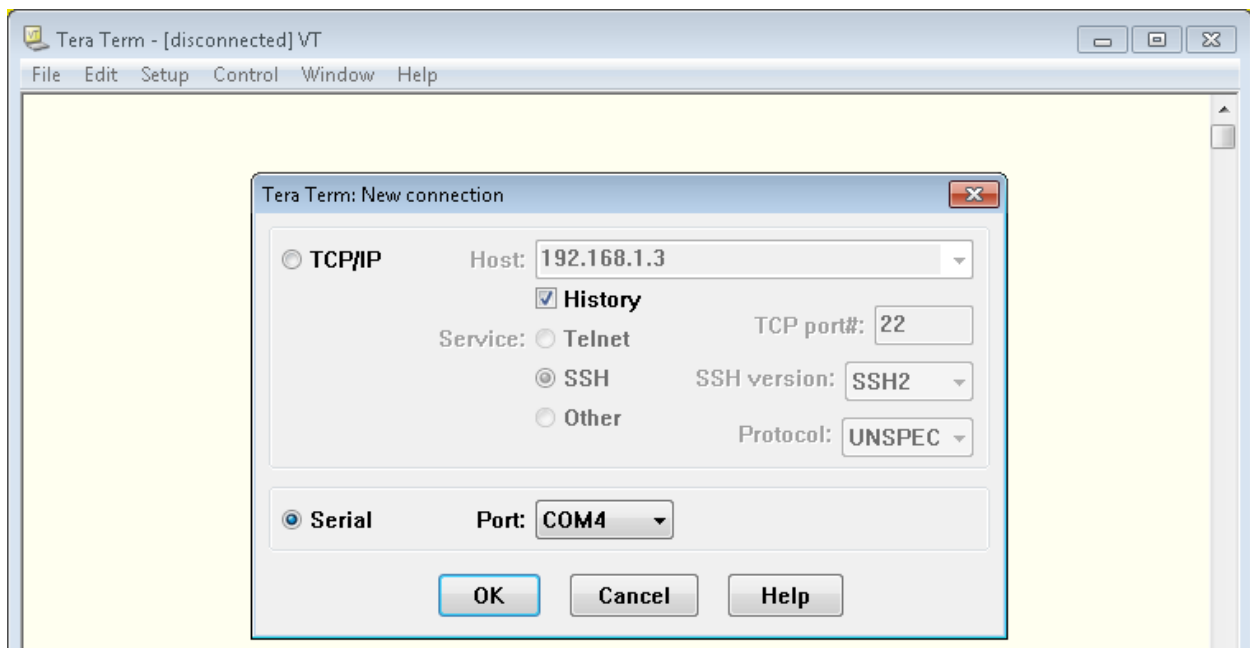 Tera Term - [disconnected] VT
File Edit Setup Control Window Help
Tera Term: New connection
TCP/IP Host: 192.168.1.3
History
Service: Telnet TCP port#: 22
SSH SSH version: SSH2
Other Protocol: UNSPEC
Serial Port: COM4
OK Cancel Help